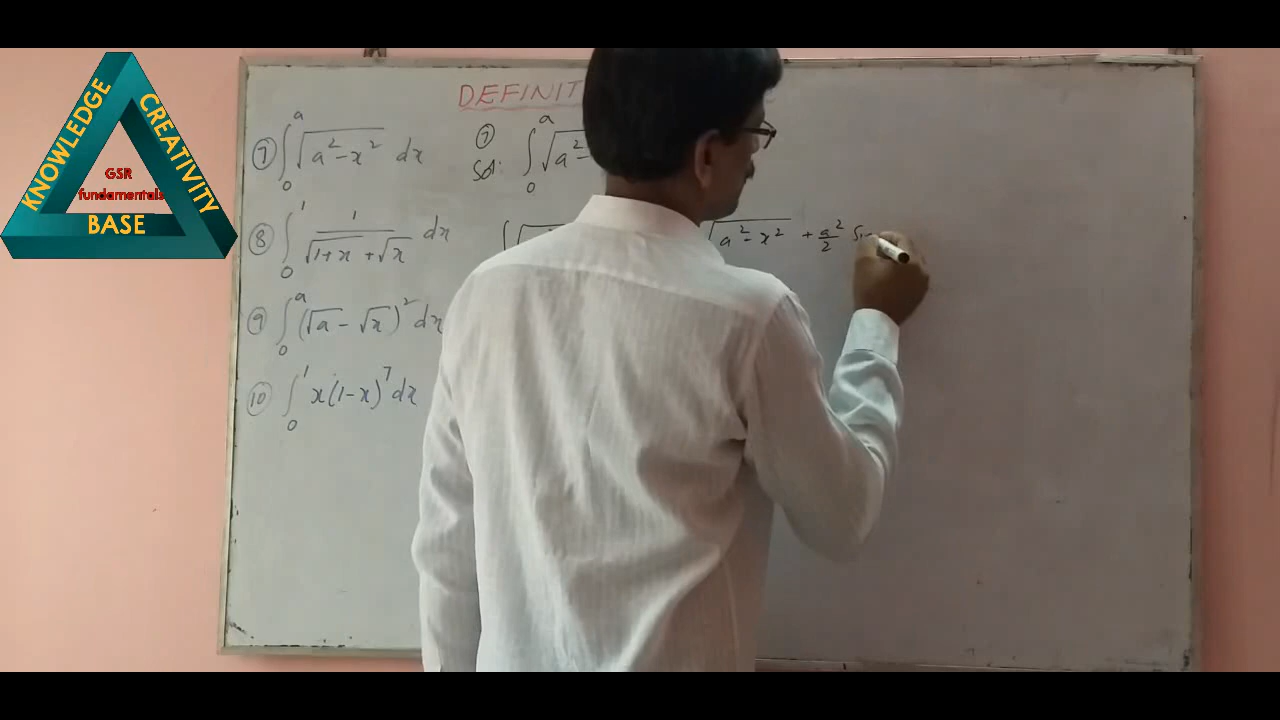 KNOWLEDGE
CREATIVITY
GSR
fundamentals
BASE
DEFINIT
⑦ ∫₀ᵃ √(a²-x²) dx
⑧ ∫₀¹ 1/(√(1+x) + √x) dx
⑨ ∫₀ᵃ (√a - √x)² dx
⑩ ∫₀¹ x(1-x)⁷ dx
⑦
Sol: ∫₀ᵃ √(a²-
∫√ √(a²-x²) + a²/2 Si